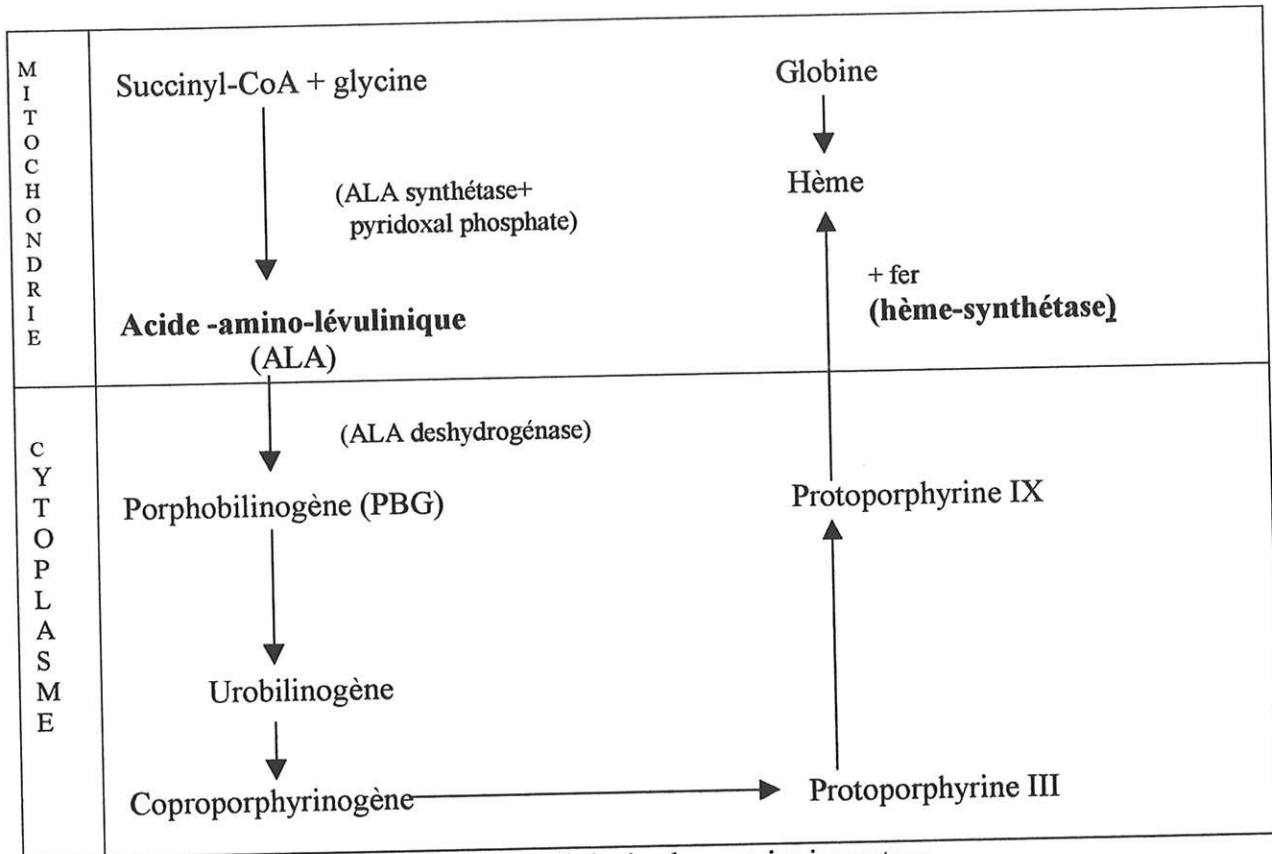 MITOCHONDRIE
Succinyl-CoA + glycine
(ALA synthétase+
pyridoxal phosphate)
Acide -amino-lévulinique
(ALA)
Globine
Hème
+ fer
(hème-synthétase)
CYTOPLASME
(ALA deshydrogénase)
Porphobilinogène (PBG)
Urobilinogène
Coproporphyrinogène
Protoporphyrine III
Protoporphyrine IX